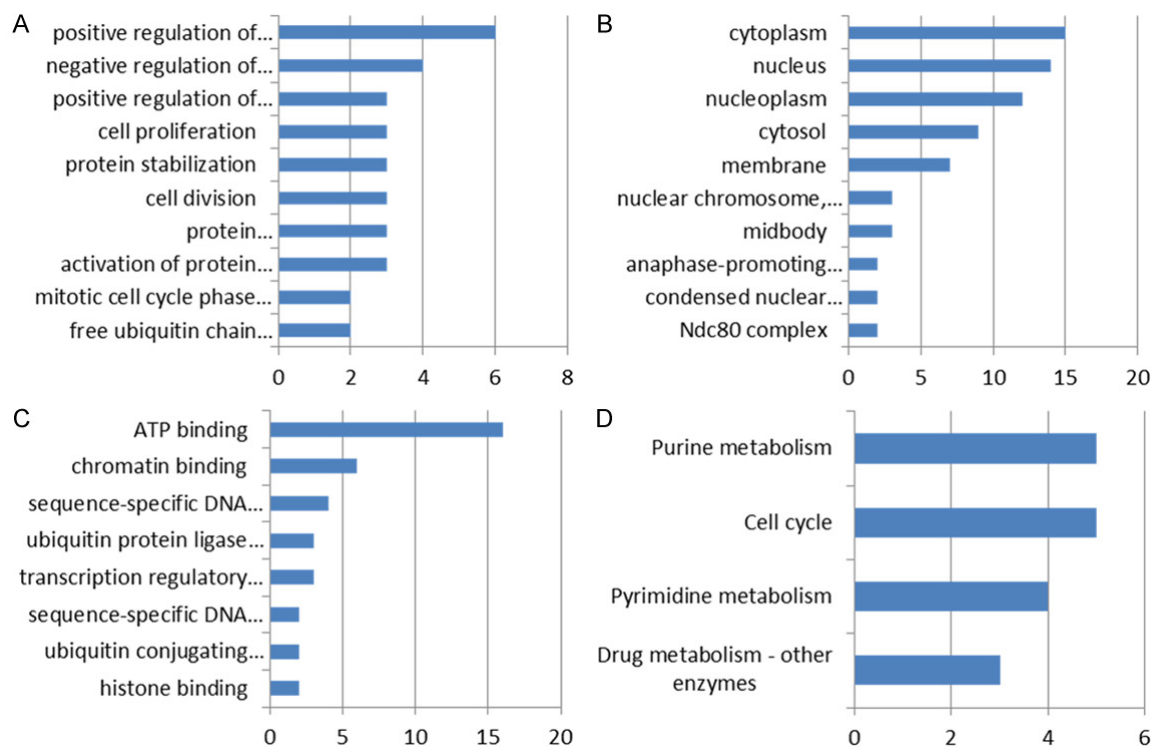 A
positive regulation of...
negative regulation of...
positive regulation of...
cell proliferation
protein stabilization
cell division
protein...
activation of protein...
mitotic cell cycle phase...
free ubiquitin chain...
0 2 4 6 8
B
cytoplasm
nucleus
nucleoplasm
cytosol
membrane
nuclear chromosome,...
midbody
anaphase-promoting...
condensed nuclear...
Ndc80 complex
0 5 10 15 20
C
ATP binding
chromatin binding
sequence-specific DNA...
ubiquitin protein ligase...
transcription regulatory...
sequence-specific DNA...
ubiquitin conjugating...
histone binding
0 5 10 15 20
D
Purine metabolism
Cell cycle
Pyrimidine metabolism
Drug metabolism - other
enzymes
0 2 4 6